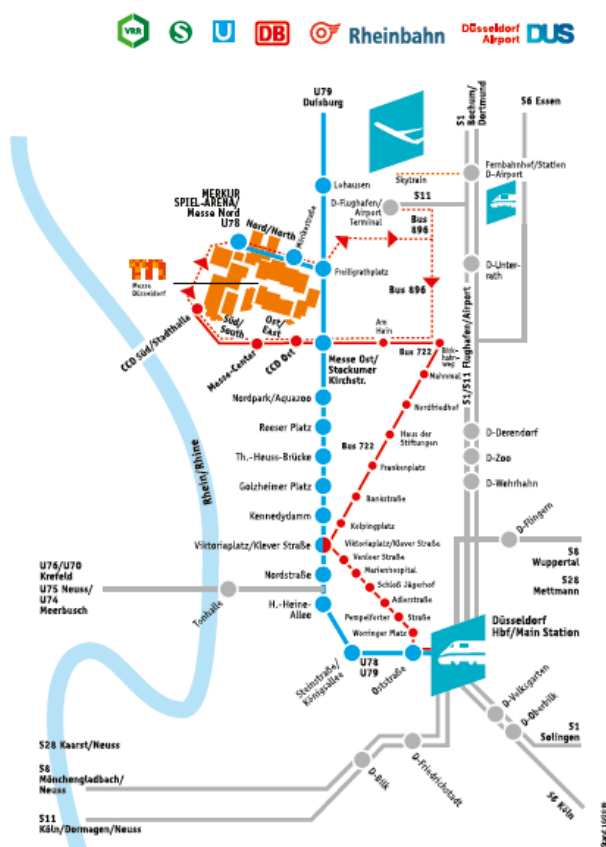 VRR
S
U
DB
Rheinbahn
Düsseldorf
Airport
DUS
U79
Duisburg
S1
Bochum/
Dortmund
S6 Essen
Lohausen
Skytrain
Fernbahnhof/Station
D-Airport
D-Flughafen/
Airport
Terminal
S11
MERKUR
SPIEL-ARENA/
Messe Nord
U78
Nord/North
Bus
896
Freiligrathplatz
D-Unter-
rath
Messe
Düsseldorf
Bus 896
Süd/
South
Ost/
East
CCD Süd/Stadthalle
Messe-Center
CCD Ost
Am
Hain
Messe Ost/
Stockumer
Kirchstr.
Bus 722
Mahnmal
S1/S11 Flughafen/Airport
Nordpark/Aquazoo
Nordfriedhof
Reeser Platz
Haus der
Stiftungen
D-Derendorf
Bus 722
Th.-Heuss-Brücke
Frankenplatz
D-Zoo
Golzheimer Platz
D-Wehrhahn
Bankstraße
Kennedydamm
Kolpingplatz
Rhein/Rhine
D-Flingern
Viktoriaplatz/Klever Straße
Viktoriaplatz/Klever Straße
Venloer Straße
S8
Wuppertal
U76/U70
Krefeld
U75 Neuss/
U74
Meerbusch
Nordstraße
Marienhospital
S28
Mettmann
Schloß Jägerhof
Tonhalle
H.-Heine-
Allee
Adlerstraße
Pempelforter Straße
Worringer Platz
Düsseldorf
Hbf/Main Station
Steinstraße/
Königsallee
U78
U79
Oststraße
D-Volksgarten
D-Oberbilk
S1
Solingen
S28 Kaarst/Neuss
S8
Mönchengladbach/
Neuss
D-Bilk
D-Friedrichstadt
S6 Köln
S11
Köln/Dormagen/Neuss